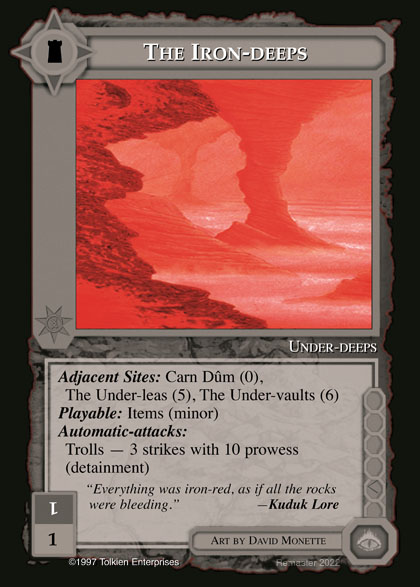 The Iron-deeps
Under-deeps
Adjacent Sites: Carn Dûm (0),
The Under-leas (5), The Under-vaults (6)
Playable: Items (minor)
Automatic-attacks:
Trolls — 3 strikes with 10 prowess
(detainment)
“Everything was iron-red, as if all the rocks
were bleeding.” —Kuduk Lore
1
1
Art by David Monette
©1997 Tolkien Enterprises
Remaster 2022